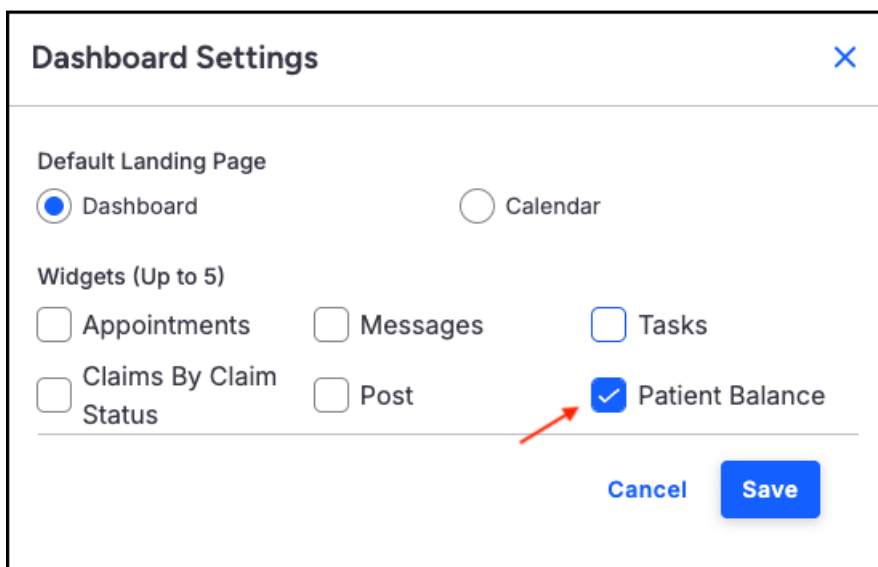 Dashboard Settings
Default Landing Page
Dashboard
Calendar
Widgets (Up to 5)
Appointments
Messages
Tasks
Claims By Claim
Status
Post
Patient Balance
Cancel
Save